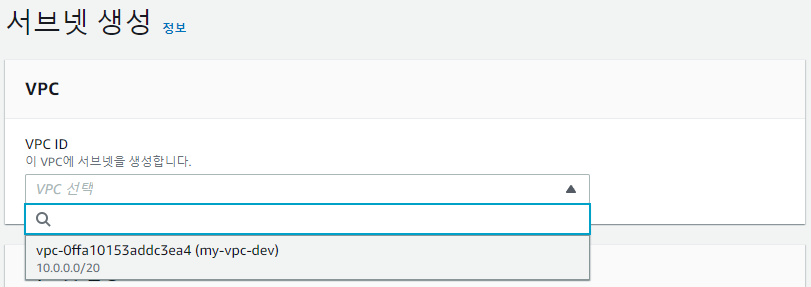 서브넷 생성 정보
VPC
VPC ID
이 VPC에 서브넷을 생성합니다.
VPC 선택
vpc-0ffa10153addc3ea4 (my-vpc-dev)
10.0.0.0/20